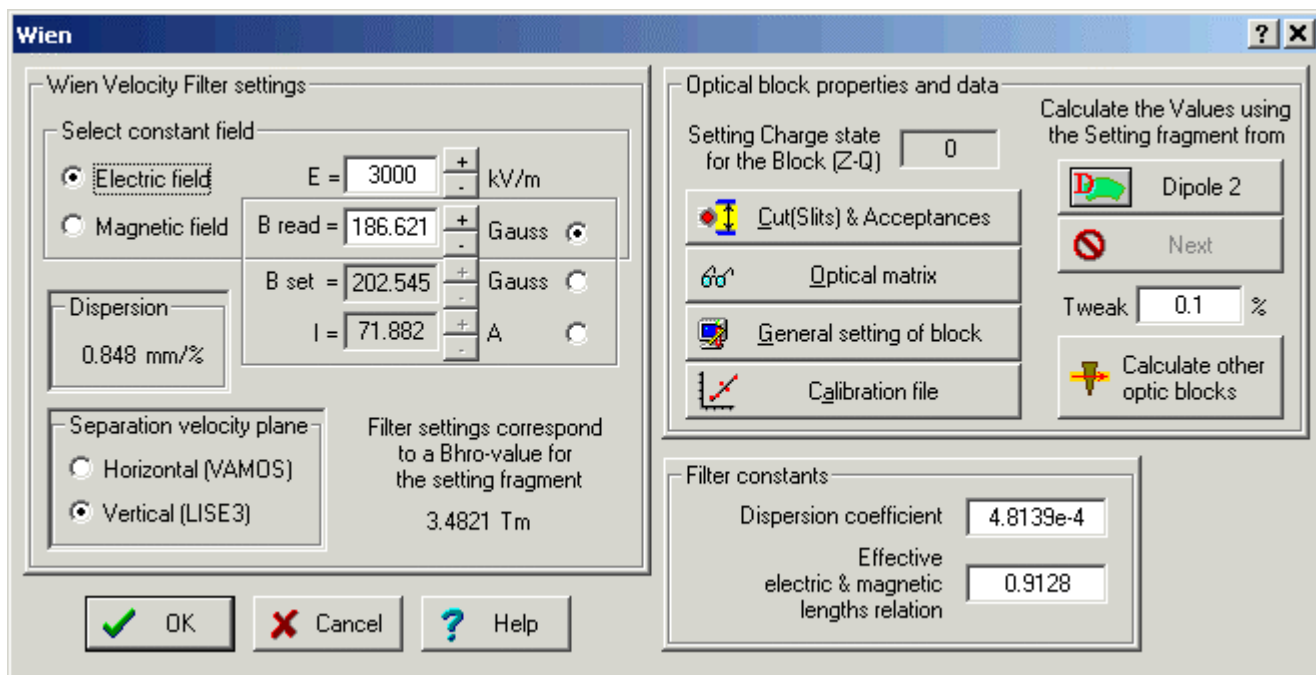 Wien
Wien Velocity Filter settings
Select constant field
Electric field
E = 3000 kV/m
Magnetic field
B read = 186.621 Gauss
B set = 202.545 Gauss
I = 71.882 A
Dispersion
0.848 mm/%
Separation velocity plane
Horizontal (VAMOS)
Vertical (LISE3)
Filter settings correspond
to a Bhro-value for
the setting fragment
3.4821 Tm
OK
Cancel
Help
Optical block properties and data
Setting Charge state
for the Block (Z-Q)
0
Cut(Slits) & Acceptances
Optical matrix
General setting of block
Calibration file
Calculate the Values using
the Setting fragment from
D Dipole 2
Next
Tweak 0.1 %
Calculate other
optic blocks
Filter constants
Dispersion coefficient 4.8139e-4
Effective
electric & magnetic
lengths relation
0.9128